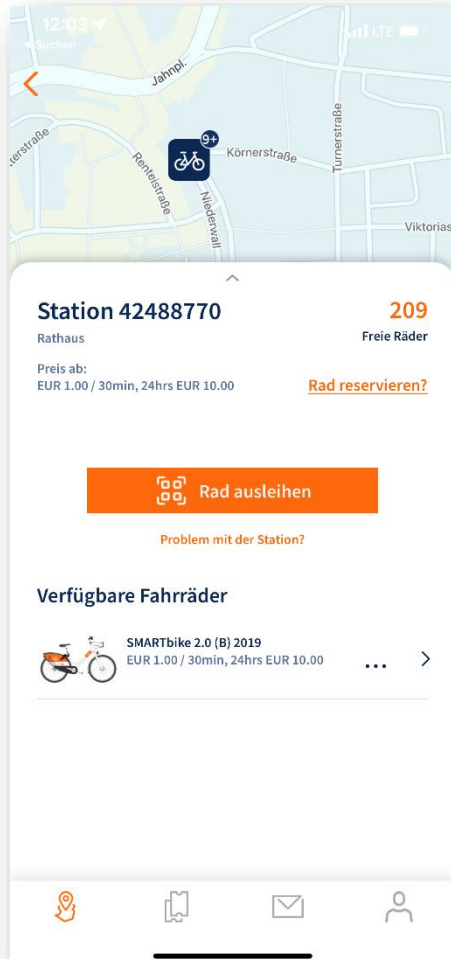 12:03
Suchen
LTE
Jahnpl.
9+
Körnerstraße
Turnerstraße
Renteistraße
Niederwall
Viktorias
Station 42488770
209
Rathaus
Freie Räder
Preis ab:
EUR 1.00 / 30min, 24hrs EUR 10.00
Rad reservieren?
Rad ausleihen
Problem mit der Station?
Verfügbare Fahrräder
SMARTbike 2.0 (B) 2019
EUR 1.00 / 30min, 24hrs EUR 10.00
...